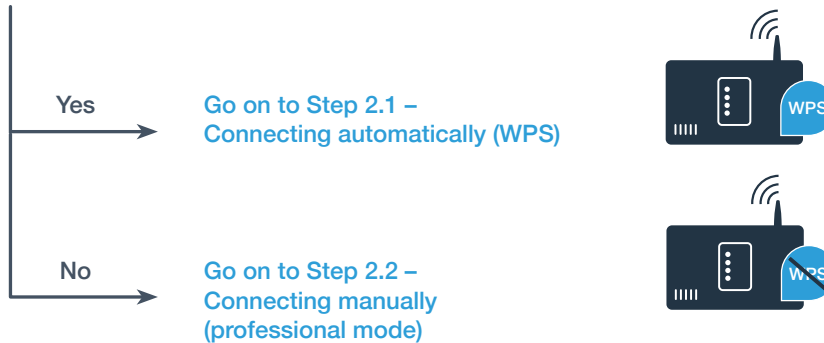 Yes
Go on to Step 2.1 –
Connecting automatically (WPS)
WPS
No
Go on to Step 2.2 –
Connecting manually
(professional mode)
WPS